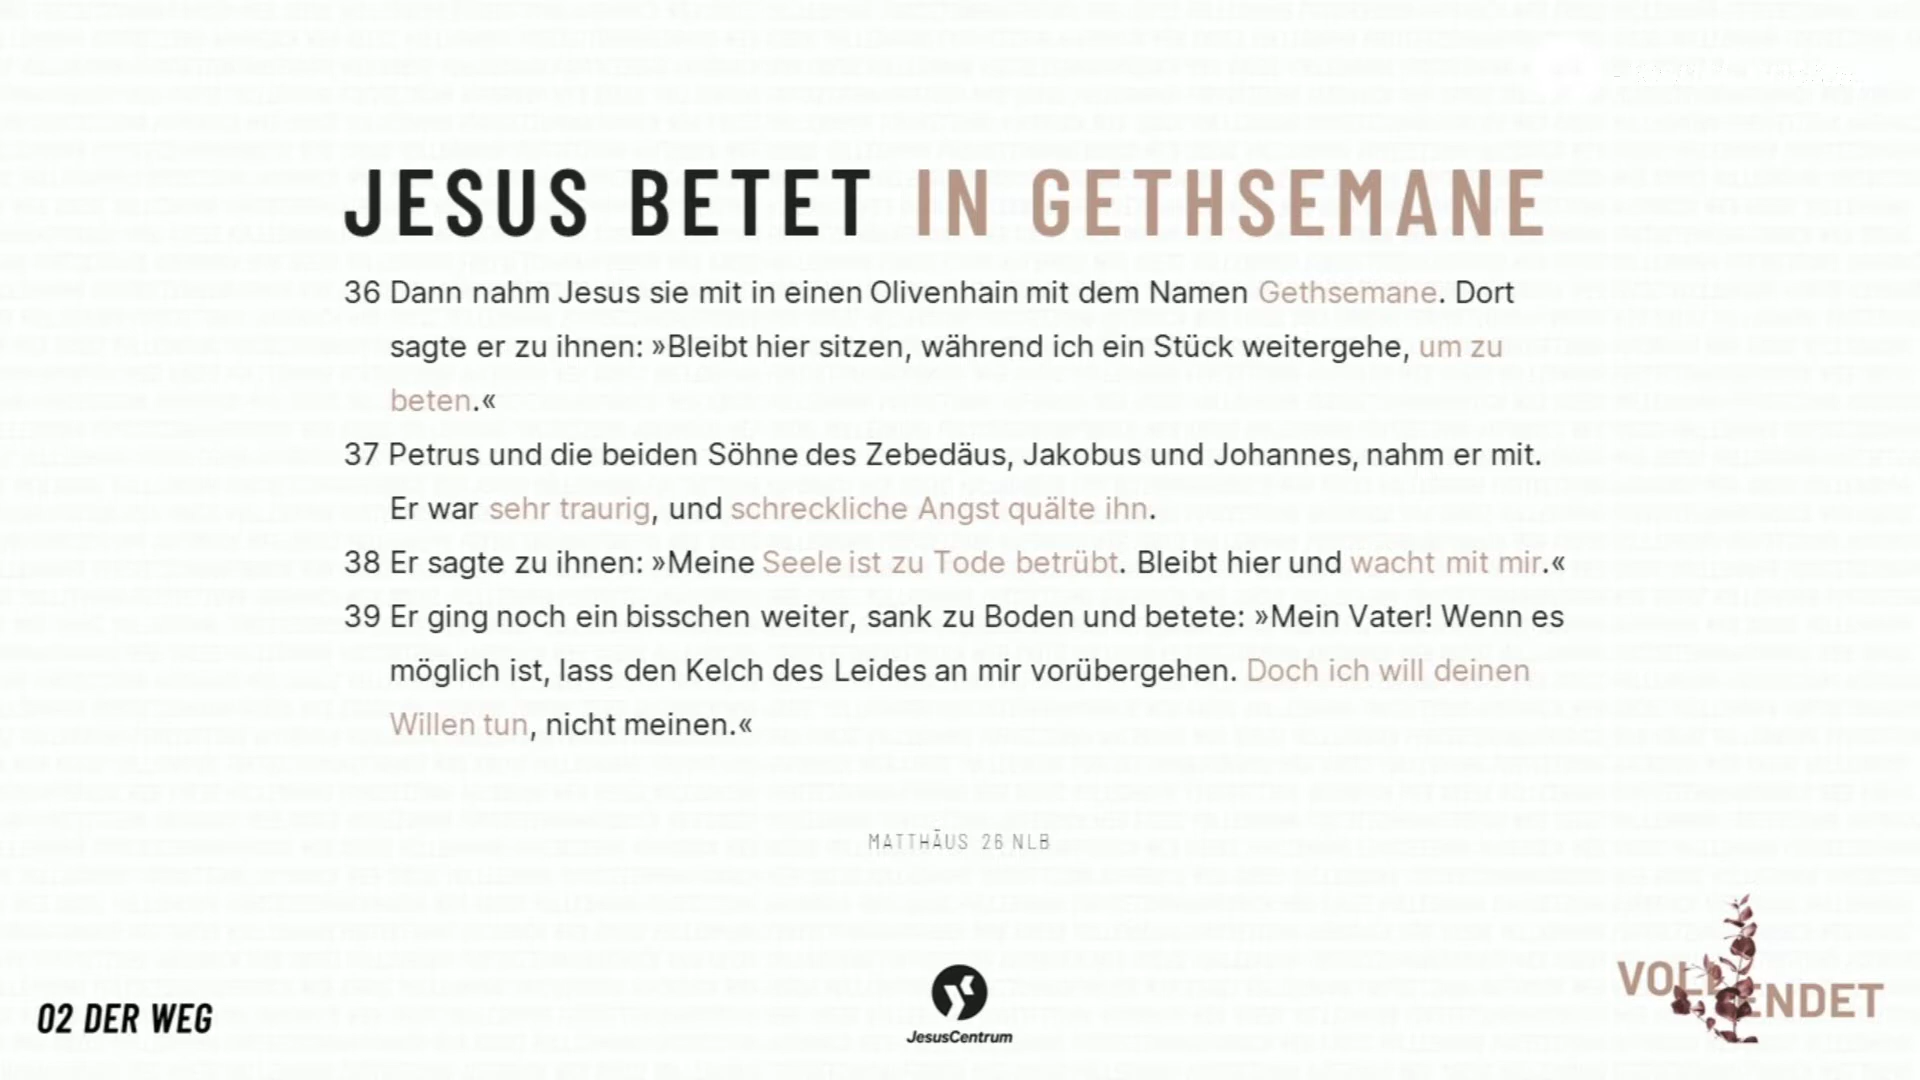 JESUS BETET IN GETHSEMANE
36 Dann nahm Jesus sie mit in einen Olivenhain mit dem Namen Gethsemane. Dort
sagte er zu ihnen: »Bleibt hier sitzen, während ich ein Stück weitergehe, um zu
beten.«
37 Petrus und die beiden Söhne des Zebedäus, Jakobus und Johannes, nahm er mit.
Er war sehr traurig, und schreckliche Angst quälte ihn.
38 Er sagte zu ihnen: »Meine Seele ist zu Tode betrübt. Bleibt hier und wacht mit mir.«
39 Er ging noch ein bisschen weiter, sank zu Boden und betete: »Mein Vater! Wenn es
möglich ist, lass den Kelch des Leides an mir vorübergehen. Doch ich will deinen
Willen tun, nicht meinen.«
MATTHÄUS 26 NLB
02 DER WEG
JesusCentrum
VOLLENDET